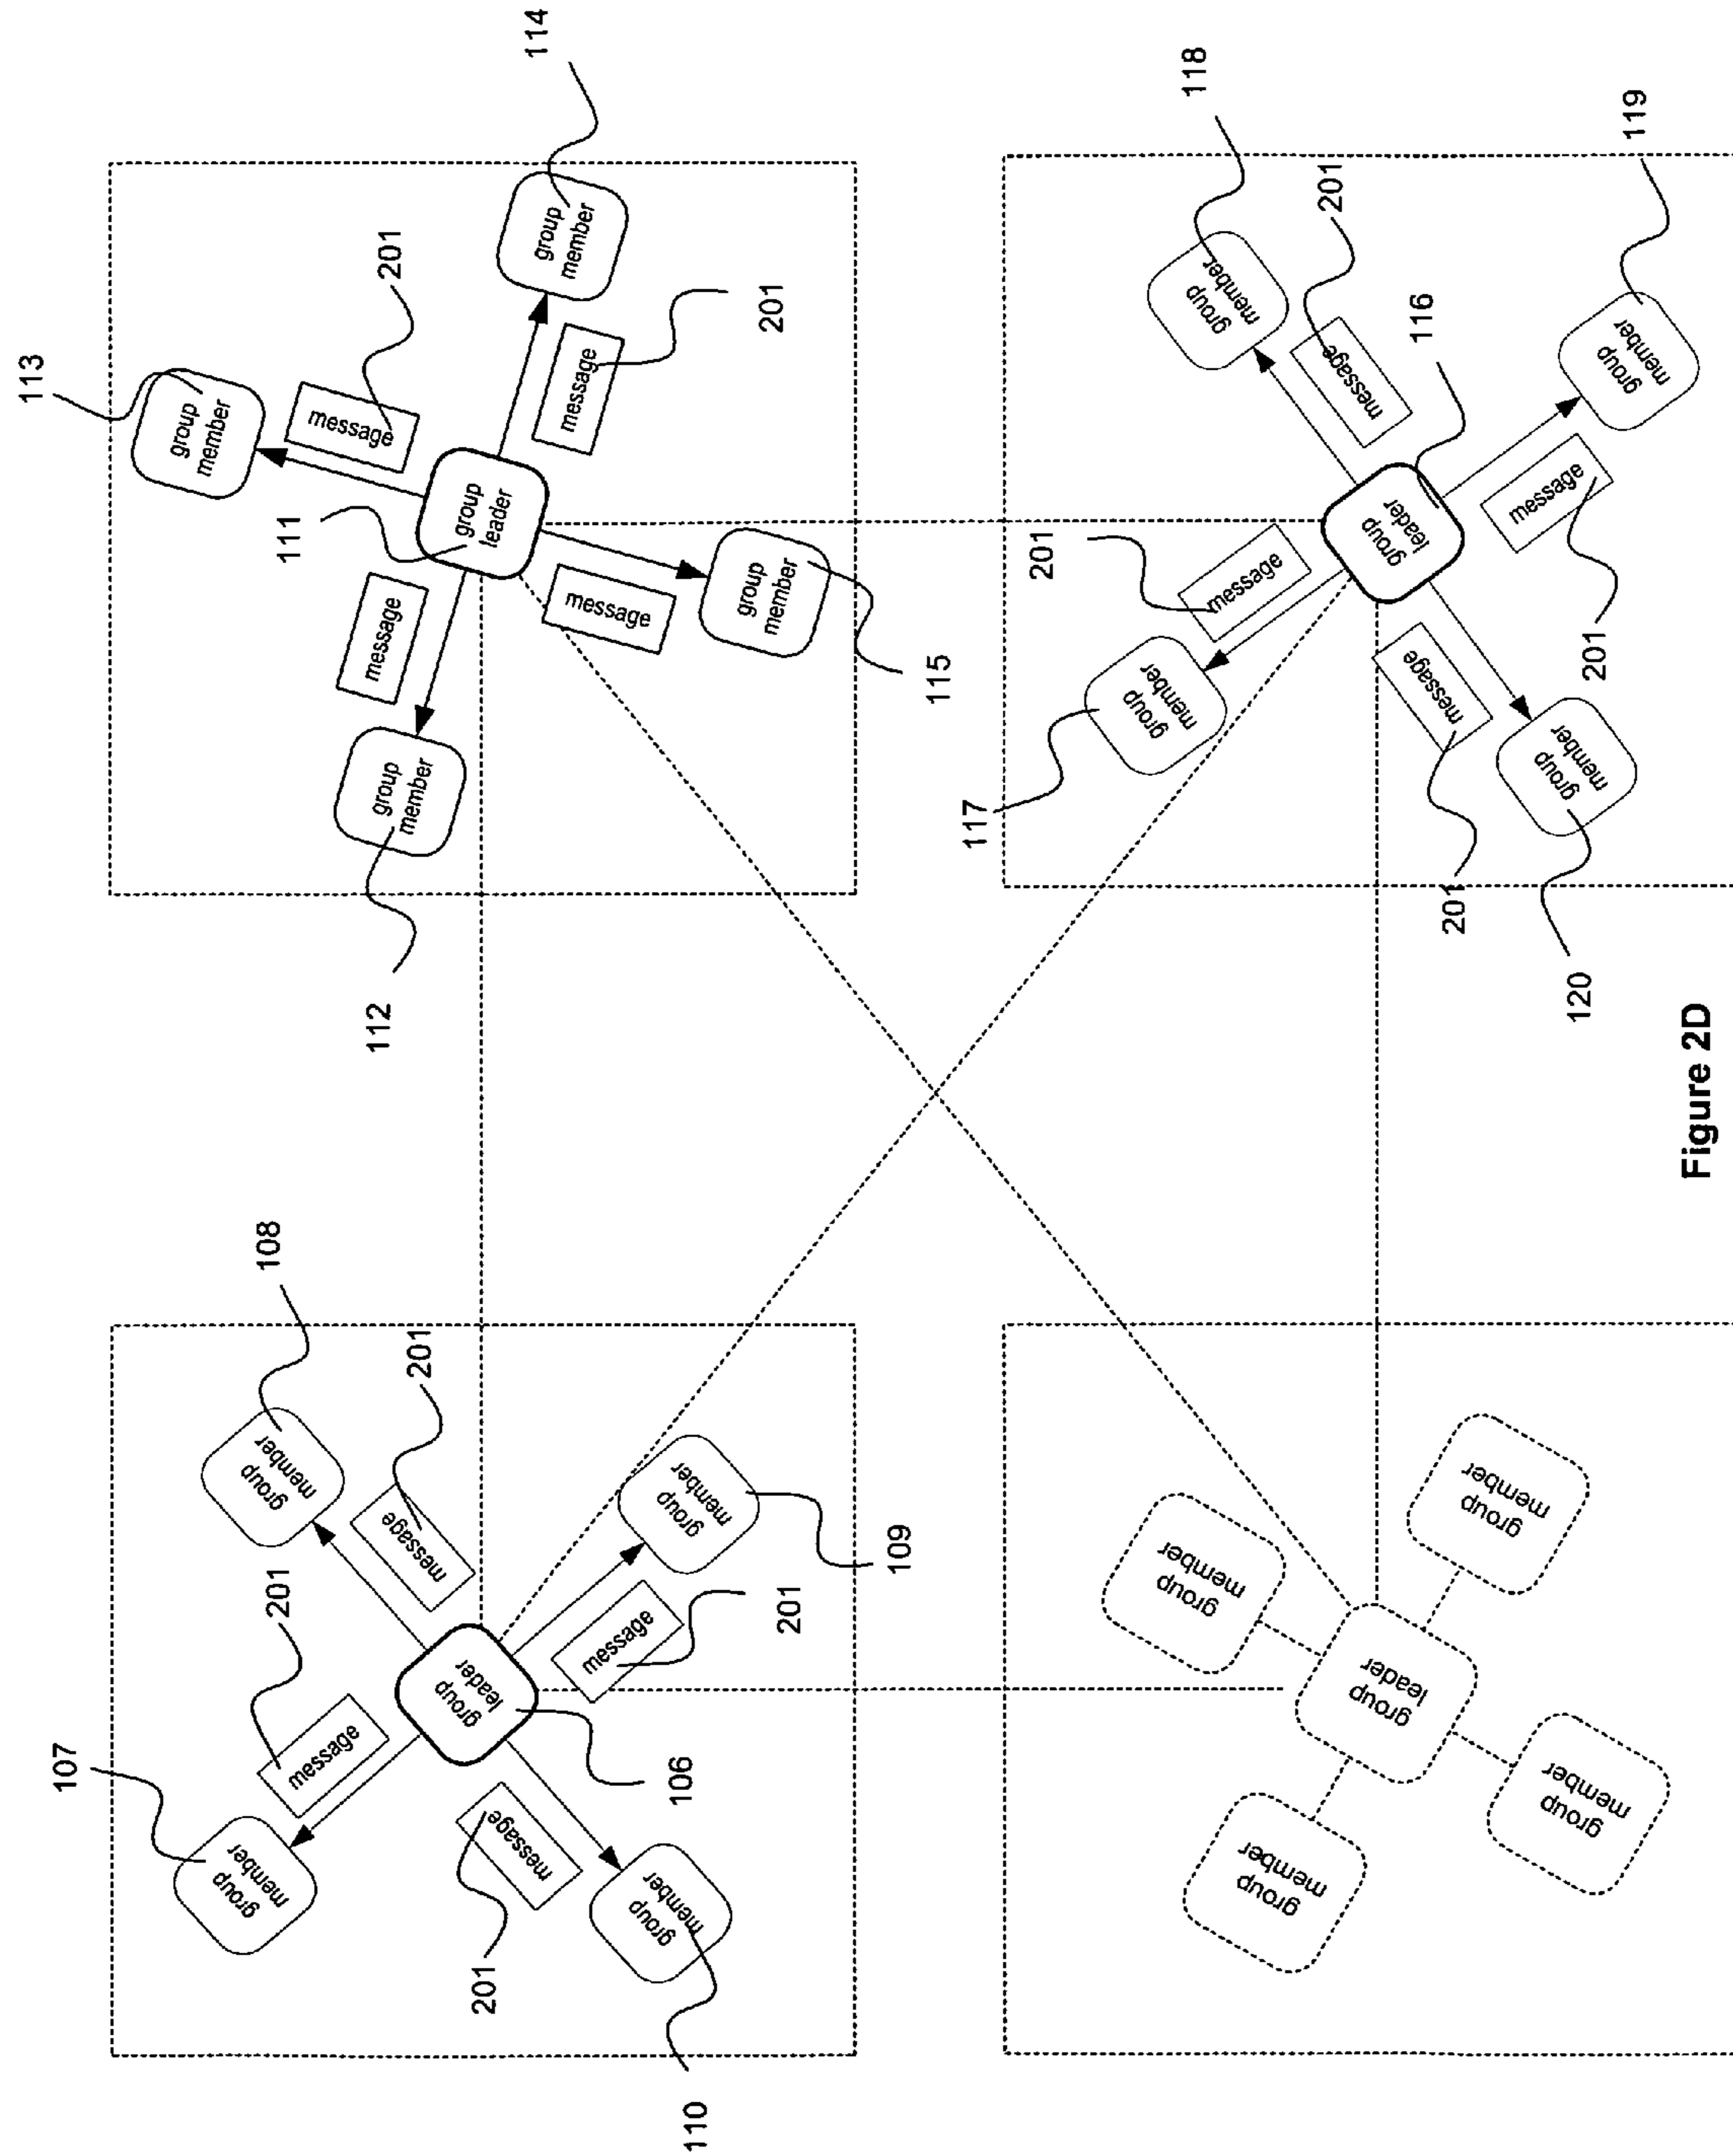 group
member
group
member
group
leader
group
member
group
member
110
group
member
107
group
member
201
message
201
message
106
group
leader
message
201
message
201
109
group
member
108
group
member
112
group
member
message
113
group
member
111
group
leader
message
201
message
115
group
member
message
201
114
group
member
117
group
member
120
group
member
201
message
201
message
116
group
leader
message
201
message
201
118
group
member
119
group
member
Figure 2D